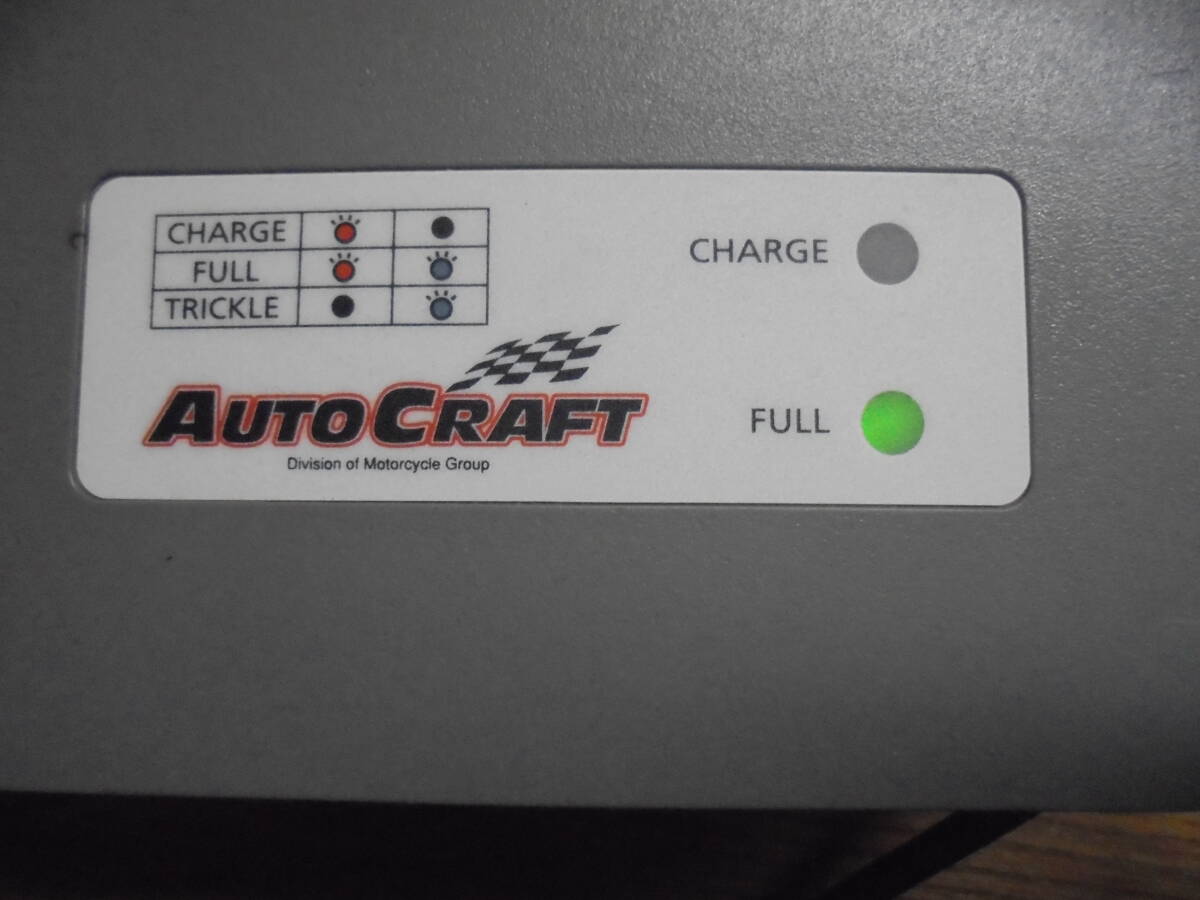 CHARGE
FULL
TRICKLE
AUTOCRAFT
Division of Motorcycle Group
CHARGE
FULL